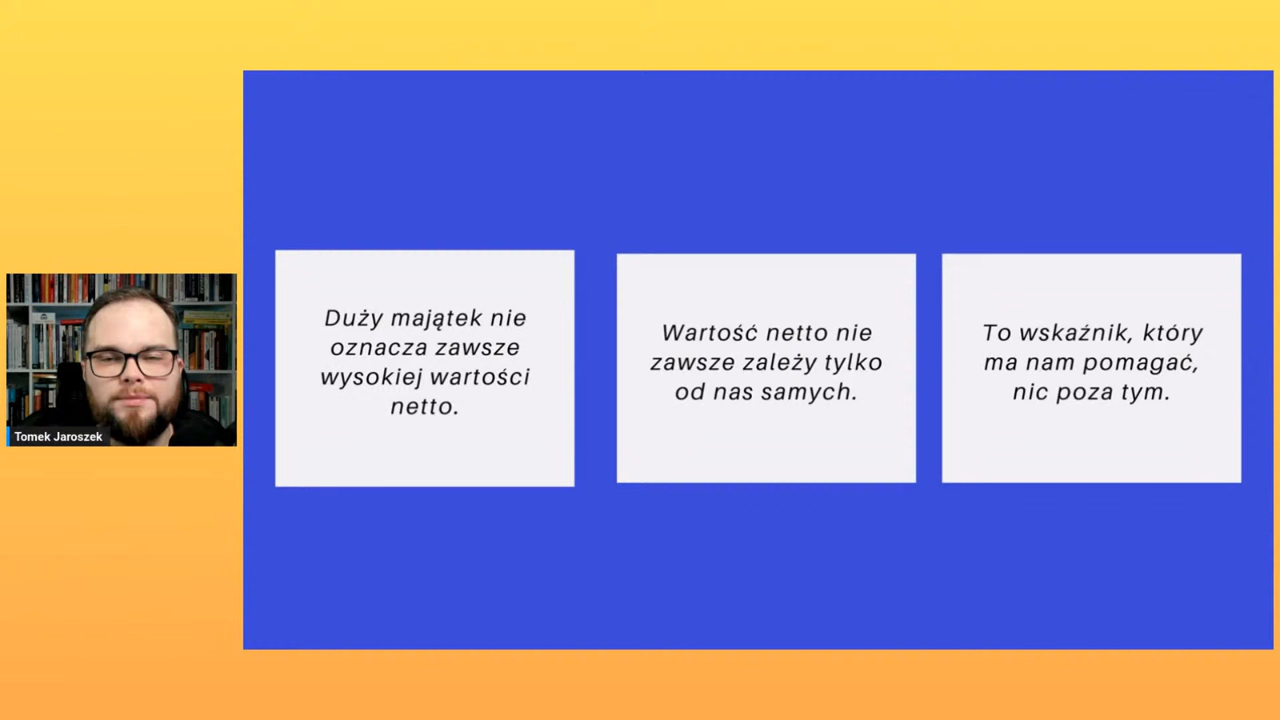 Duży majątek nie
oznacza zawsze
wysokiej wartości
netto.
Wartość netto nie
zawsze zależy tylko
od nas samych.
To wskaźnik, który
ma nam pomagać,
nic poza tym.
Tomek Jaroszek